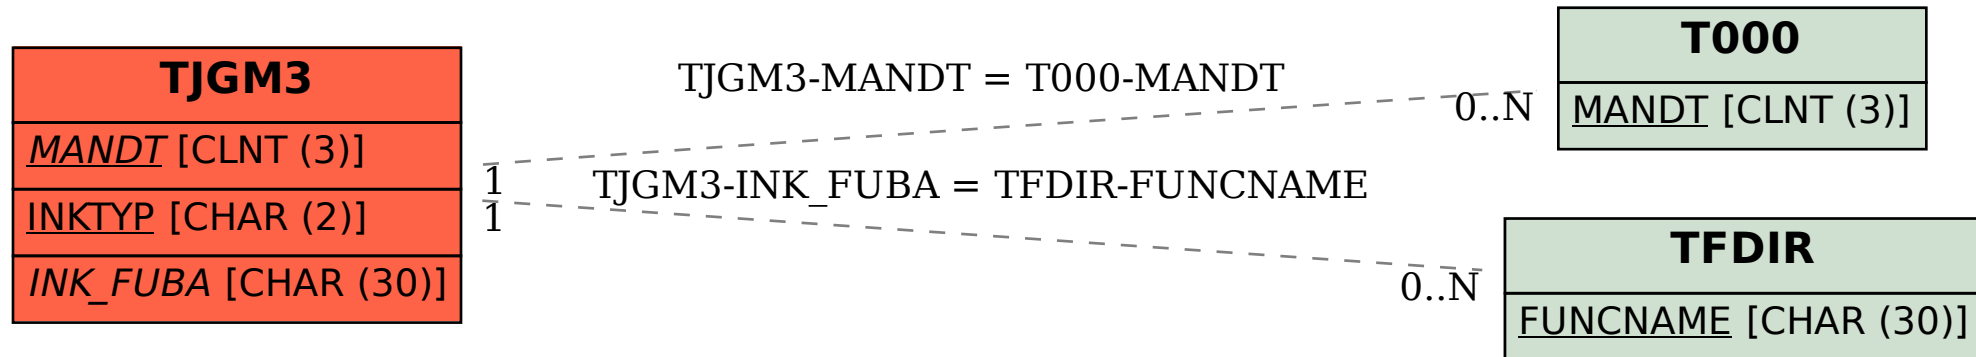 TJGM3
MANDT [CLNT (3)]
INKTYP [CHAR (2)]
INK_FUBA [CHAR (30)]
TJGM3-MANDT = T000-MANDT
1
0..N
TJGM3-INK_FUBA = TFDIR-FUNCNAME
1
0..N
T000
MANDT [CLNT (3)]
TFDIR
FUNCNAME [CHAR (30)]